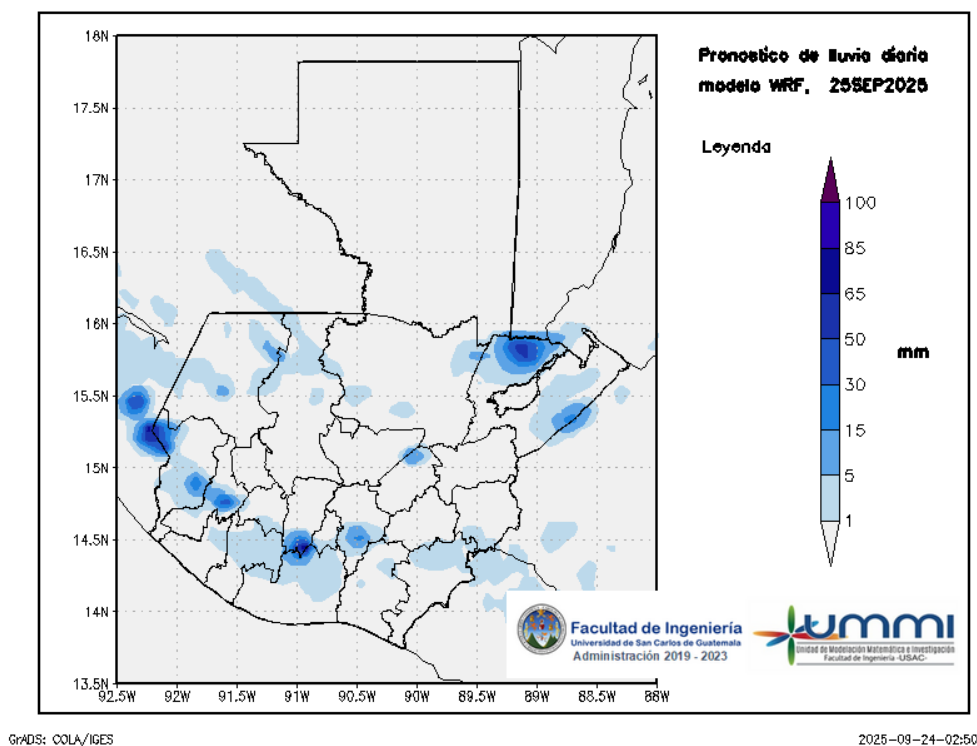 Pronostico de lluvia diaria
modelo WRF, 25SEP2025
Leyenda
100
85
65
50
30
15
5
1
mm
18N
17.5N
17N
16.5N
16N
15.5N
15N
14.5N
14N
13.5N
92.5W 92W 91.5W 91W 90.5W 90W 89.5W 89W 88.5W 88W
Facultad de Ingeniería
Universidad de San Carlos de Guatemala
Administración 2019 - 2023
ummi
Unidad de Modelación Matemática e Investigación
Facultad de Ingeniería -USAC-
GrADS: COLA/IGES
2025-09-24-02:50